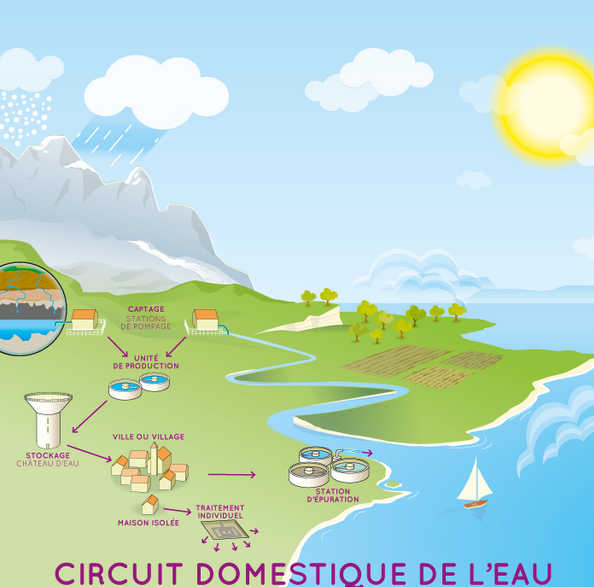 CAPTAGE
STATIONS
DE POMPAGE
UNITÉ
DE PRODUCTION
STOCKAGE
CHÂTEAU D'EAU
VILLE OU VILLAGE
MAISON ISOLÉE
TRAITEMENT
INDIVIDUEL
STATION
D'ÉPURATION
CIRCUIT DOMESTIQUE DE L'EAU